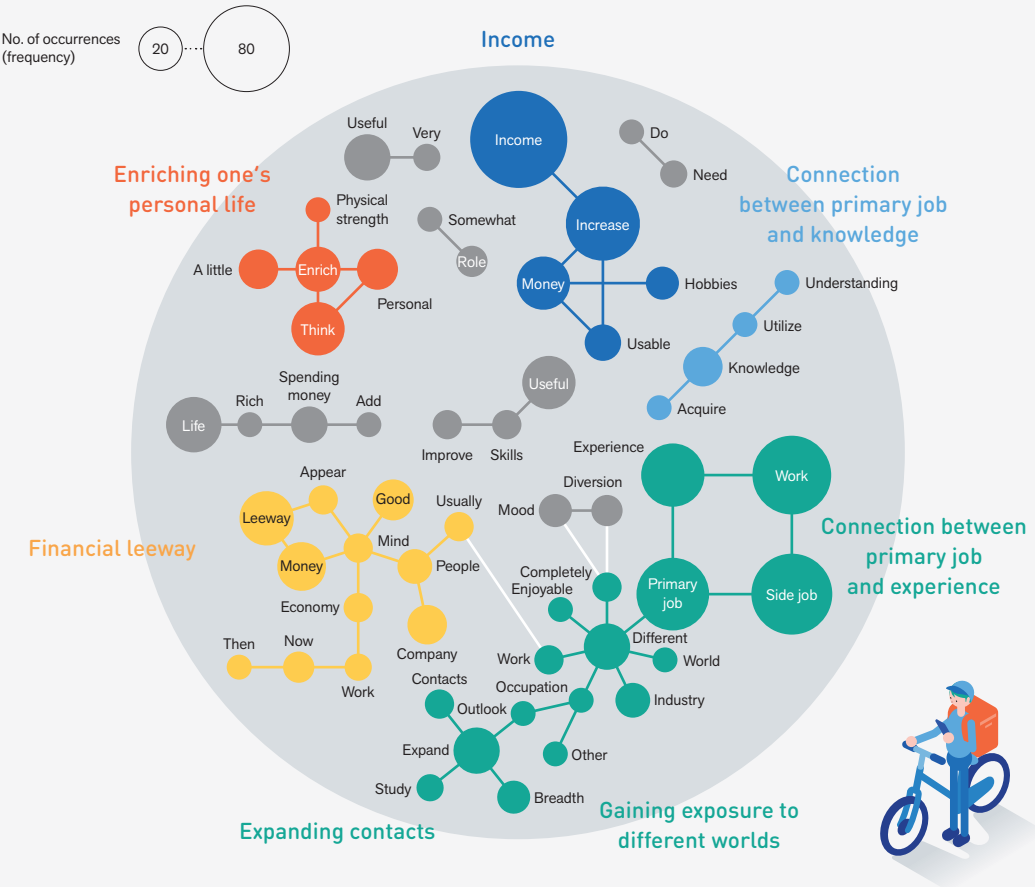 No. of occurrences
(frequency)
20
80
Income
Useful
Very
Income
Do
Need
Enriching one's
personal life
Physical
strength
Somewhat
Role
Increase
Connection
between primary job
and knowledge
A little
Enrich
Personal
Think
Money
Hobbies
Usable
Understanding
Utilize
Knowledge
Acquire
Life
Rich
Spending
money
Add
Useful
Improve
Skills
Experience
Work
Diversion
Mood
Appear
Good
Usually
Leeway
Mind
Money
People
Financial leeway
Connection between
primary job
and experience
Primary
job
Side job
Completely
Enjoyable
Economy
Different
Then
Now
Company
Work
Work
World
Contacts
Occupation
Outlook
Industry
Expand
Other
Study
Breadth
Expanding contacts
Gaining exposure to
different worlds